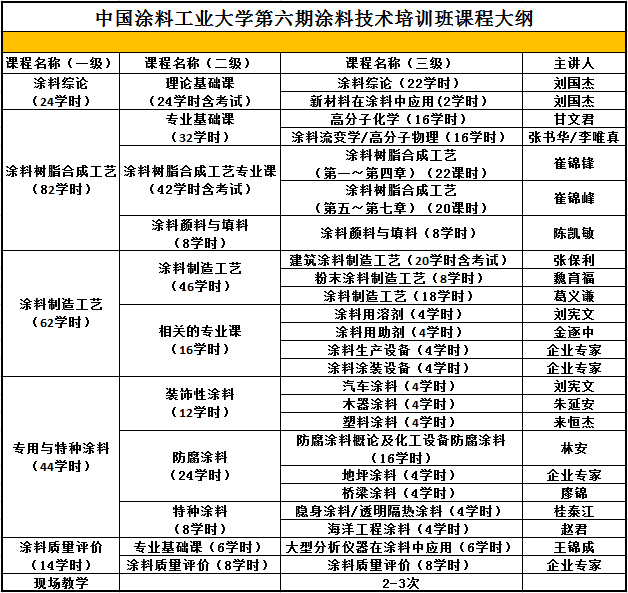 中国涂料工业大学第六期涂料技术培训班课程大纲
课程名称（一级） 课程名称（二级） 课程名称（三级） 主讲人
涂料综论
（24学时）
理论基础课
（24学时含考试）
涂料综论（22学时） 刘国杰
新材料在涂料中应用(2学时) 刘国杰
涂料树脂合成工艺
（82学时）
专业基础课
（32学时）
高分子化学（16学时） 甘文君
涂料流变学/高分子物理（16学时） 张书华/李唯真
涂料树脂合成工艺专业课
（42学时含考试）
涂料树脂合成工艺
（第一～第四章）（22课时）
崔锦锋
涂料树脂合成工艺
（第五～第七章）（20课时）
崔锦峰
涂料颜料与填料
（8学时）
涂料颜料与填料（8学时） 陈凯敏
涂料制造工艺
（62学时）
涂料制造工艺
（46学时）
建筑涂料制造工艺（20学时含考试） 张保利
粉末涂料制造工艺（8学时） 魏育福
涂料制造工艺（18学时） 葛义谦
相关的专业课
（16学时）
涂料用溶剂（4学时） 刘宪文
涂料用助剂（4学时） 金逐中
涂料生产设备（4学时） 企业专家
涂料涂装设备（4学时） 企业专家
专用与特种涂料
（44学时）
装饰性涂料
（12学时）
汽车涂料（4学时） 刘宪文
木器涂料（4学时） 朱延安
塑料涂料（4学时） 来恒杰
防腐涂料
（24学时）
防腐涂料概论及化工设备防腐涂料
（16学时）
林安
地坪涂料（4学时） 企业专家
桥梁涂料（4学时） 廖锦
特种涂料
（8学时）
隐身涂料/透明隔热涂料（4学时） 桂泰江
海洋工程涂料（4学时） 赵君
涂料质量评价
（14学时）
专业基础课（6学时） 大型分析仪器在涂料中应用（6学时） 王锦成
涂料质量评价（8学时） 涂料质量评价（8学时） 企业专家
现场教学 2-3次